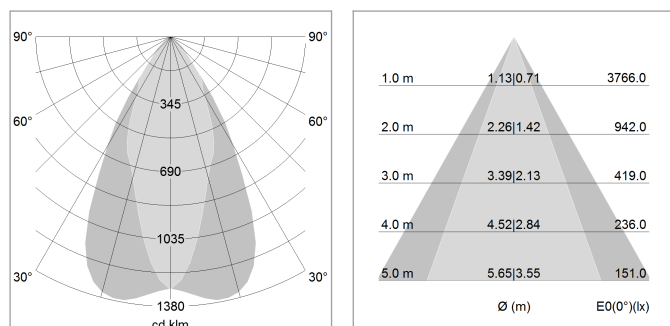 90° 90°
345
60° 60°
690
1035
30° 30°
1380
cd klm
1.0 m 1.13|0.71 3766.0
2.0 m 2.26|1.42 942.0
3.0 m 3.39|2.13 419.0
4.0 m 4.52|2.84 236.0
5.0 m 5.65|3.55 151.0
Ø (m) E0(0°)(lx)